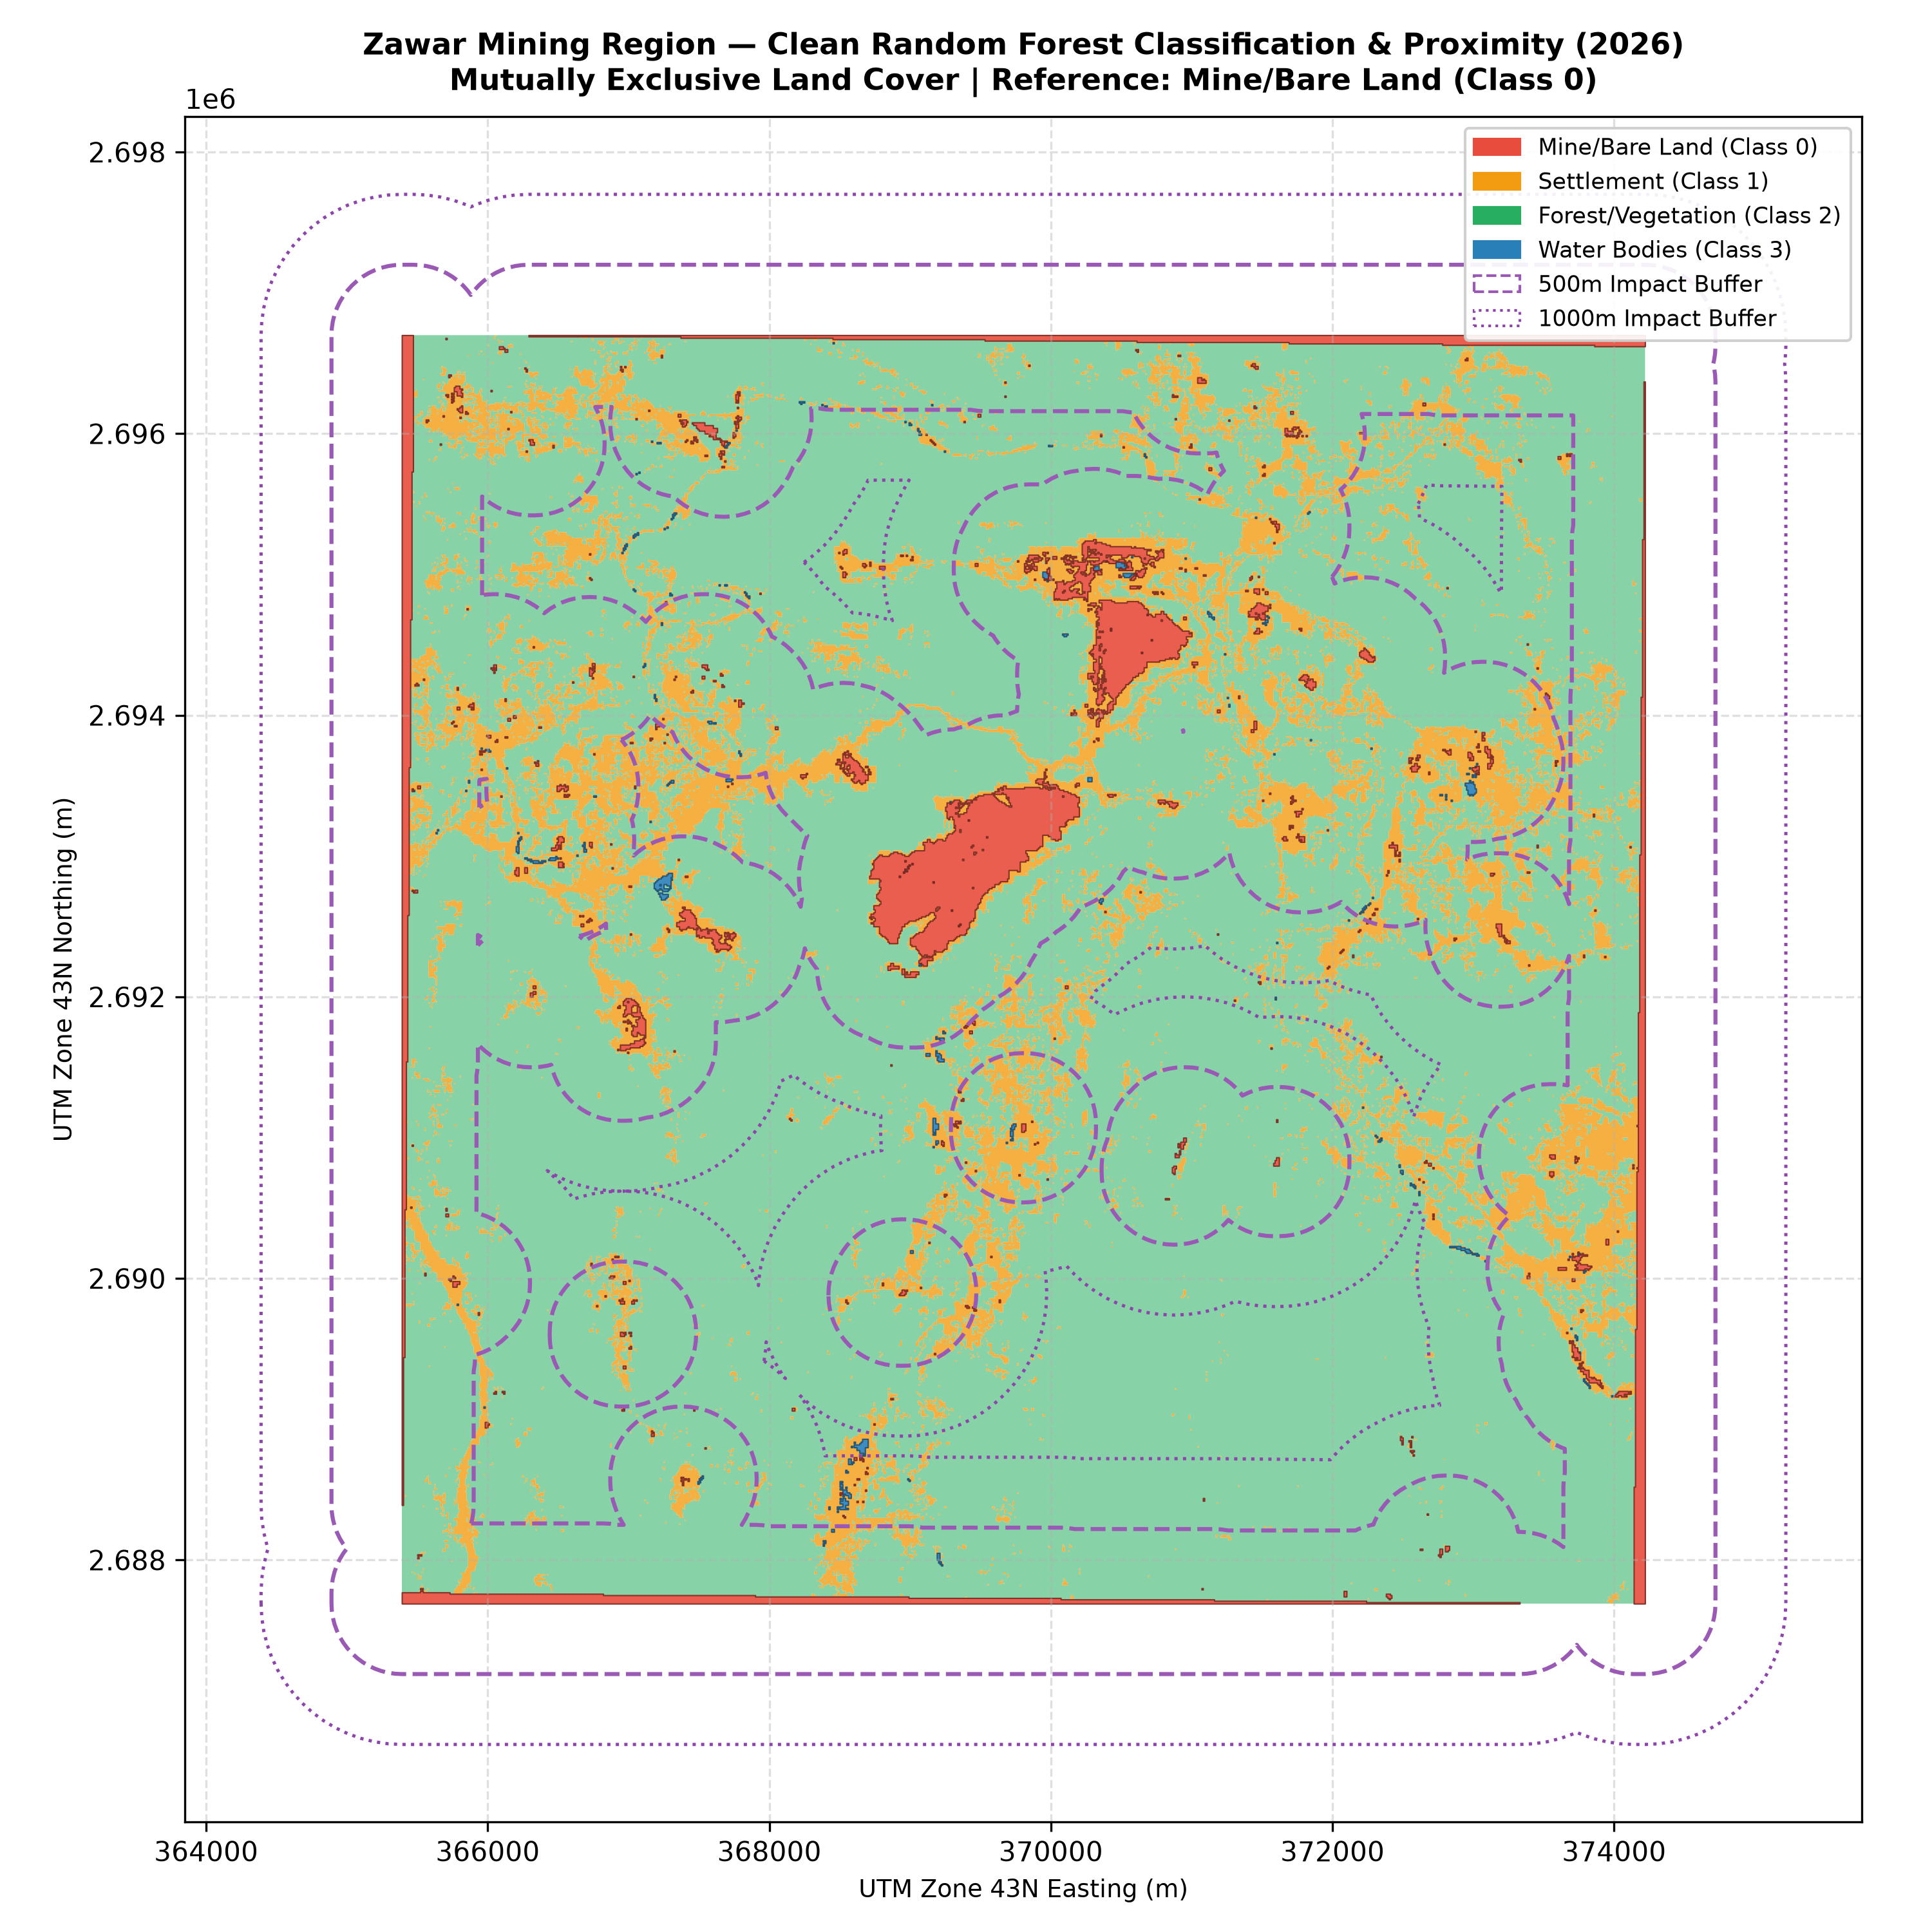 Zawar Mining Region — Clean Random Forest Classification & Proximity (2026)
Mutually Exclusive Land Cover | Reference: Mine/Bare Land (Class 0)
1e6
Mine/Bare Land (Class 0)
Settlement (Class 1)
Forest/Vegetation (Class 2)
Water Bodies (Class 3)
500m Impact Buffer
1000m Impact Buffer
2.698
2.696
2.694
2.692
2.690
2.688
UTM Zone 43N Northing (m)
364000
366000
368000
370000
372000
374000
UTM Zone 43N Easting (m)